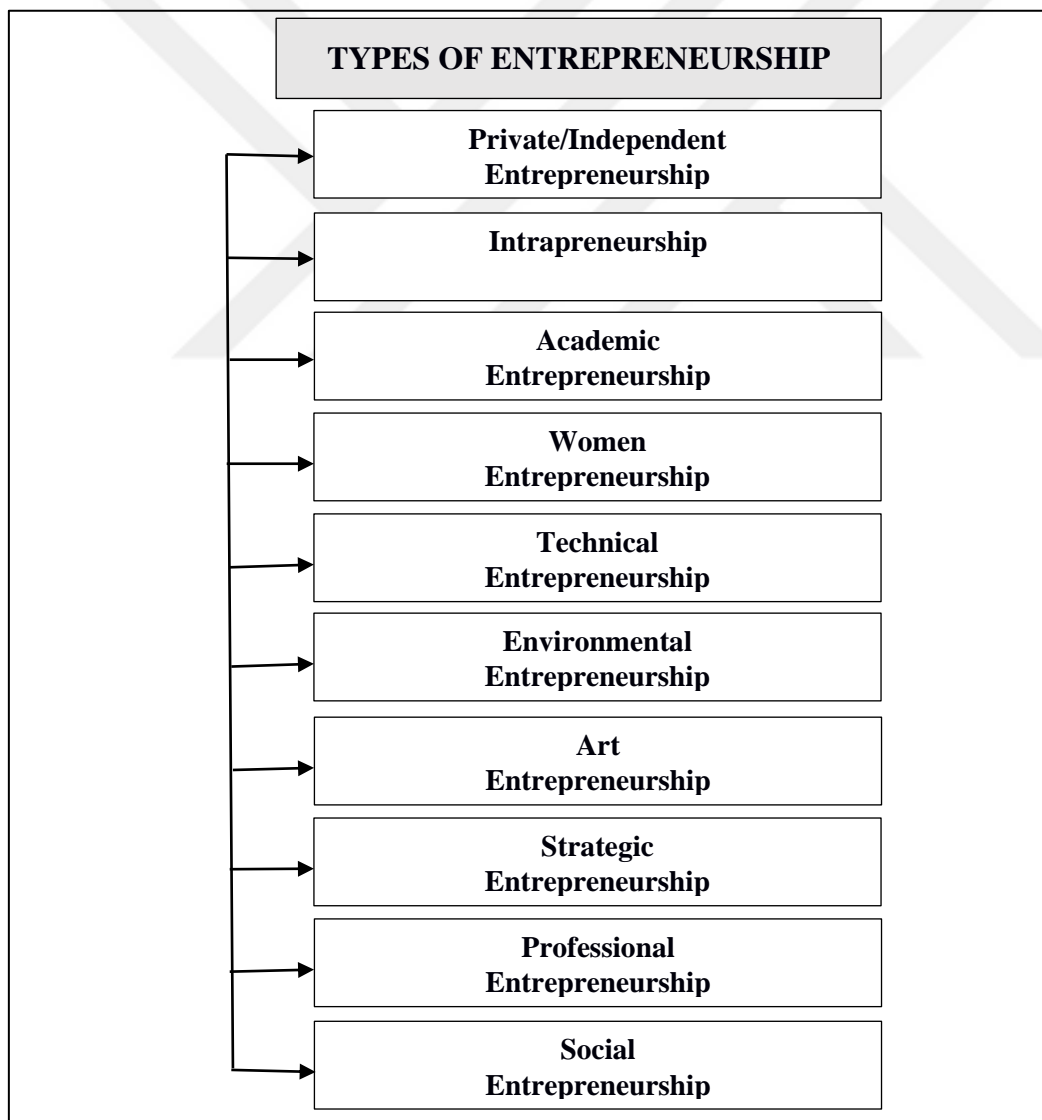 TYPES OF ENTREPRENEURSHIP
Private/Independent
Entrepreneurship
Intrapreneurship
Academic
Entrepreneurship
Women
Entrepreneurship
Technical
Entrepreneurship
Environmental
Entrepreneurship
Art
Entrepreneurship
Strategic
Entrepreneurship
Professional
Entrepreneurship
Social
Entrepreneurship